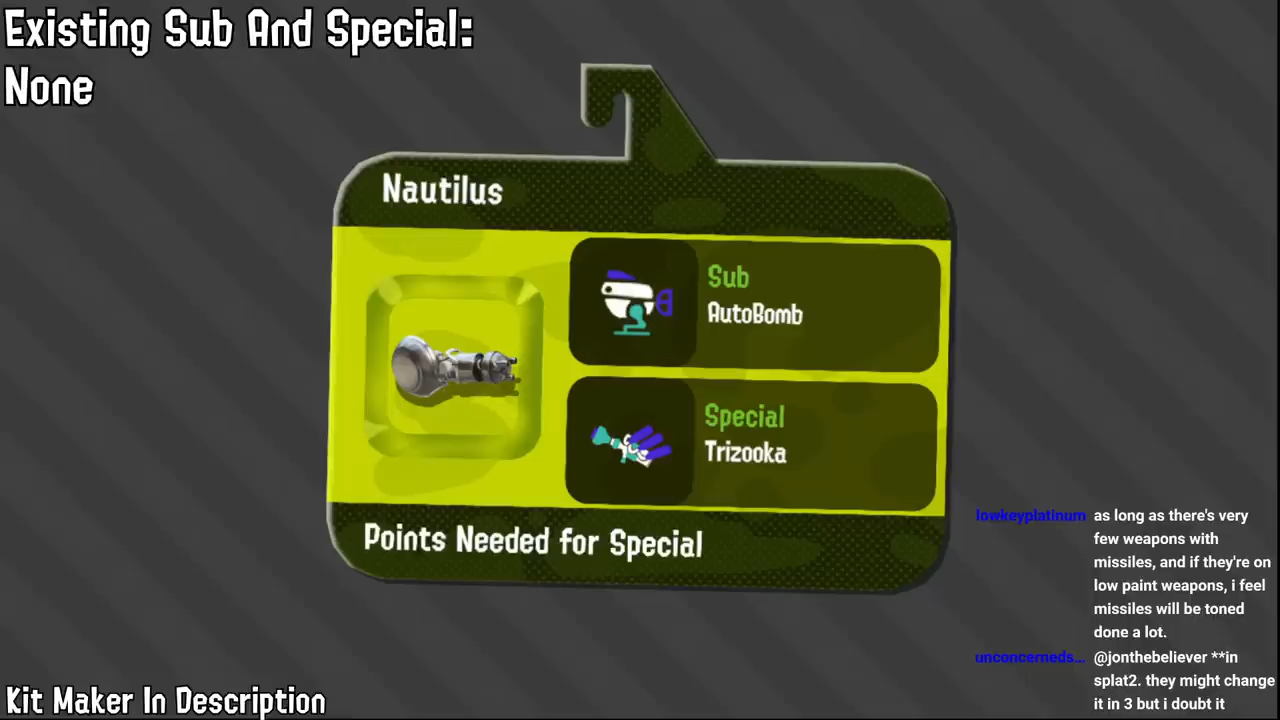 Existing Sub And Special:
None
Nautilus
Sub
AutoBomb
Special
Trizooka
Points Needed for Special
lowkeyplatinum as long as there's very
few weapons with
missiles, and if they're on
low paint weapons, i feel
missiles will be toned
done a lot.
unconcerneds... @jonthebeliever **in
splat2. they might change
it in 3 but i doubt it
Kit Maker In Description